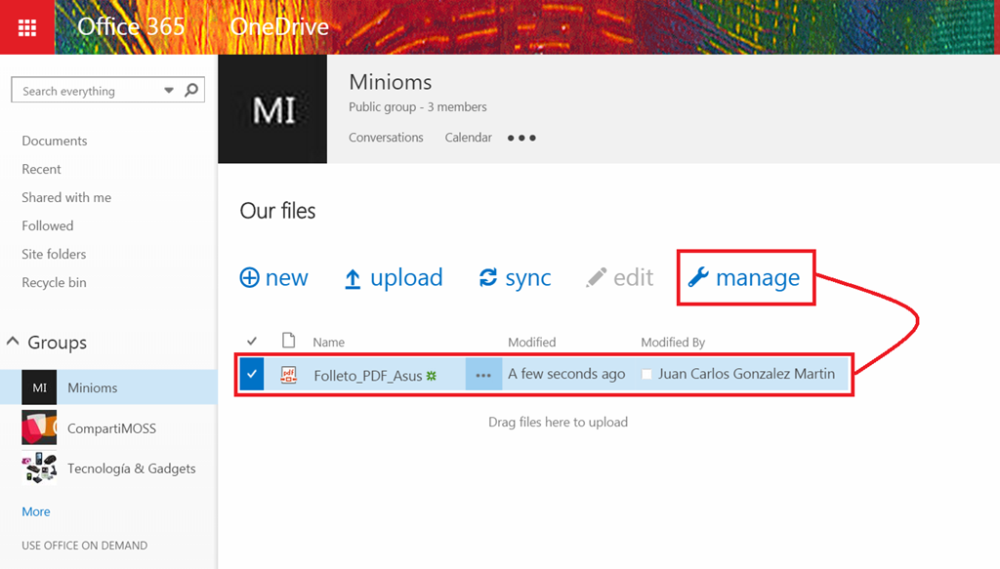 Office 365 OneDrive
Search everything
Documents
Recent
Shared with me
Followed
Site folders
Recycle bin
Groups
MI Minioms
CompartiMOSS
Tecnología & Gadgets
More
USE OFFICE ON DEMAND
MI
Minioms
Public group - 3 members
Conversations Calendar
Our files
new upload sync edit manage
Name Modified Modified By
pdf Folleto_PDF_Asus A few seconds ago Juan Carlos Gonzalez Martin
Drag files here to upload